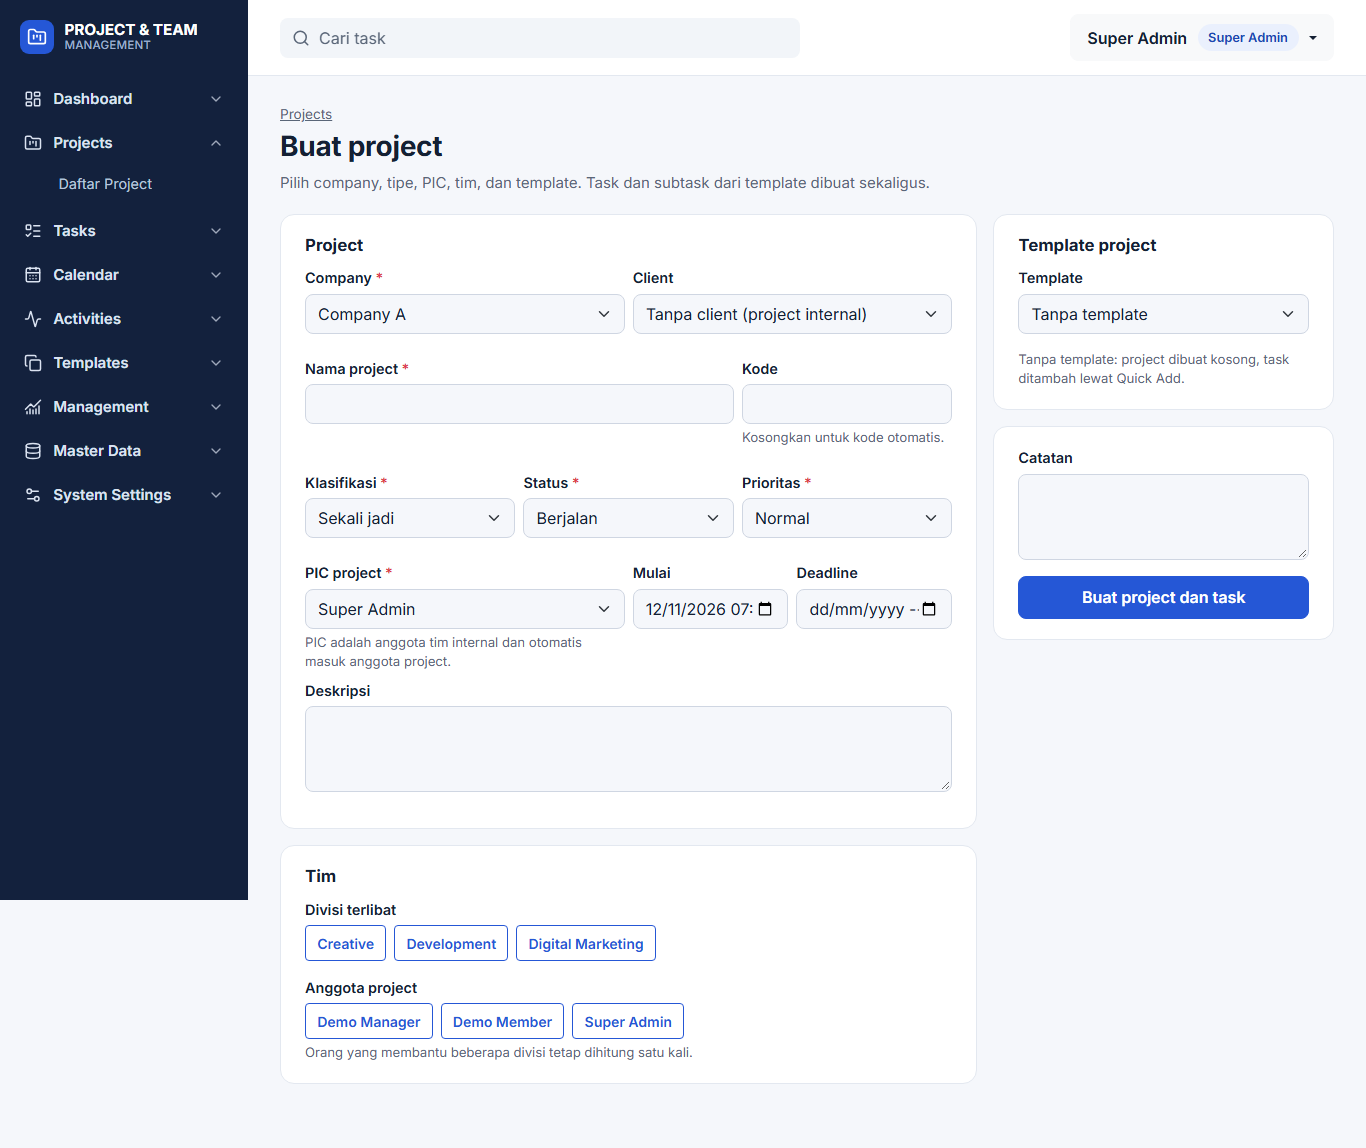 PROJECT & TEAM
MANAGEMENT
Dashboard
Projects
Daftar Project
Tasks
Calendar
Activities
Templates
Management
Master Data
System Settings
Cari task
Super Admin
Super Admin
Projects
Buat project
Pilih company, tipe, PIC, tim, dan template. Task dan subtask dari template dibuat sekaligus.
Project
Company *
Client
Company A
Tanpa client (project internal)
Nama project *
Kode
Kosongkan untuk kode otomatis.
Klasifikasi *
Status *
Prioritas *
Sekali jadi
Berjalan
Normal
PIC project *
Mulai
Deadline
Super Admin
12/11/2026 07:
dd/mm/yyyy -
PIC adalah anggota tim internal dan otomatis
masuk anggota project.
Deskripsi
Tim
Divisi terlibat
Creative
Development
Digital Marketing
Anggota project
Demo Manager
Demo Member
Super Admin
Orang yang membantu beberapa divisi tetap dihitung satu kali.
Template project
Template
Tanpa template
Tanpa template: project dibuat kosong, task
ditambah lewat Quick Add.
Catatan
Buat project dan task